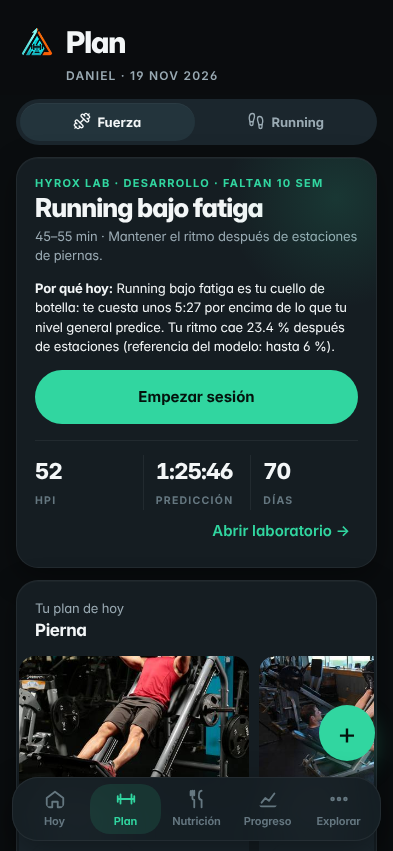 Plan
DANIEL · 19 NOV 2026
Fuerza
Running
HYROX LAB · DESARROLLO · FALTAN 10 SEM
Running bajo fatiga
45–55 min · Mantener el ritmo después de estaciones
de piernas.
Por qué hoy: Running bajo fatiga es tu cuello de
botella: te cuesta unos 5:27 por encima de lo que tu
nivel general predice. Tu ritmo cae 23.4 % después
de estaciones (referencia del modelo: hasta 6 %).
Empezar sesión
52
HPI
1:25:46
PREDICCIÓN
70
DÍAS
Abrir laboratorio →
Tu plan de hoy
Pierna
+
Hoy
Plan
Nutrición
Progreso
Explorar